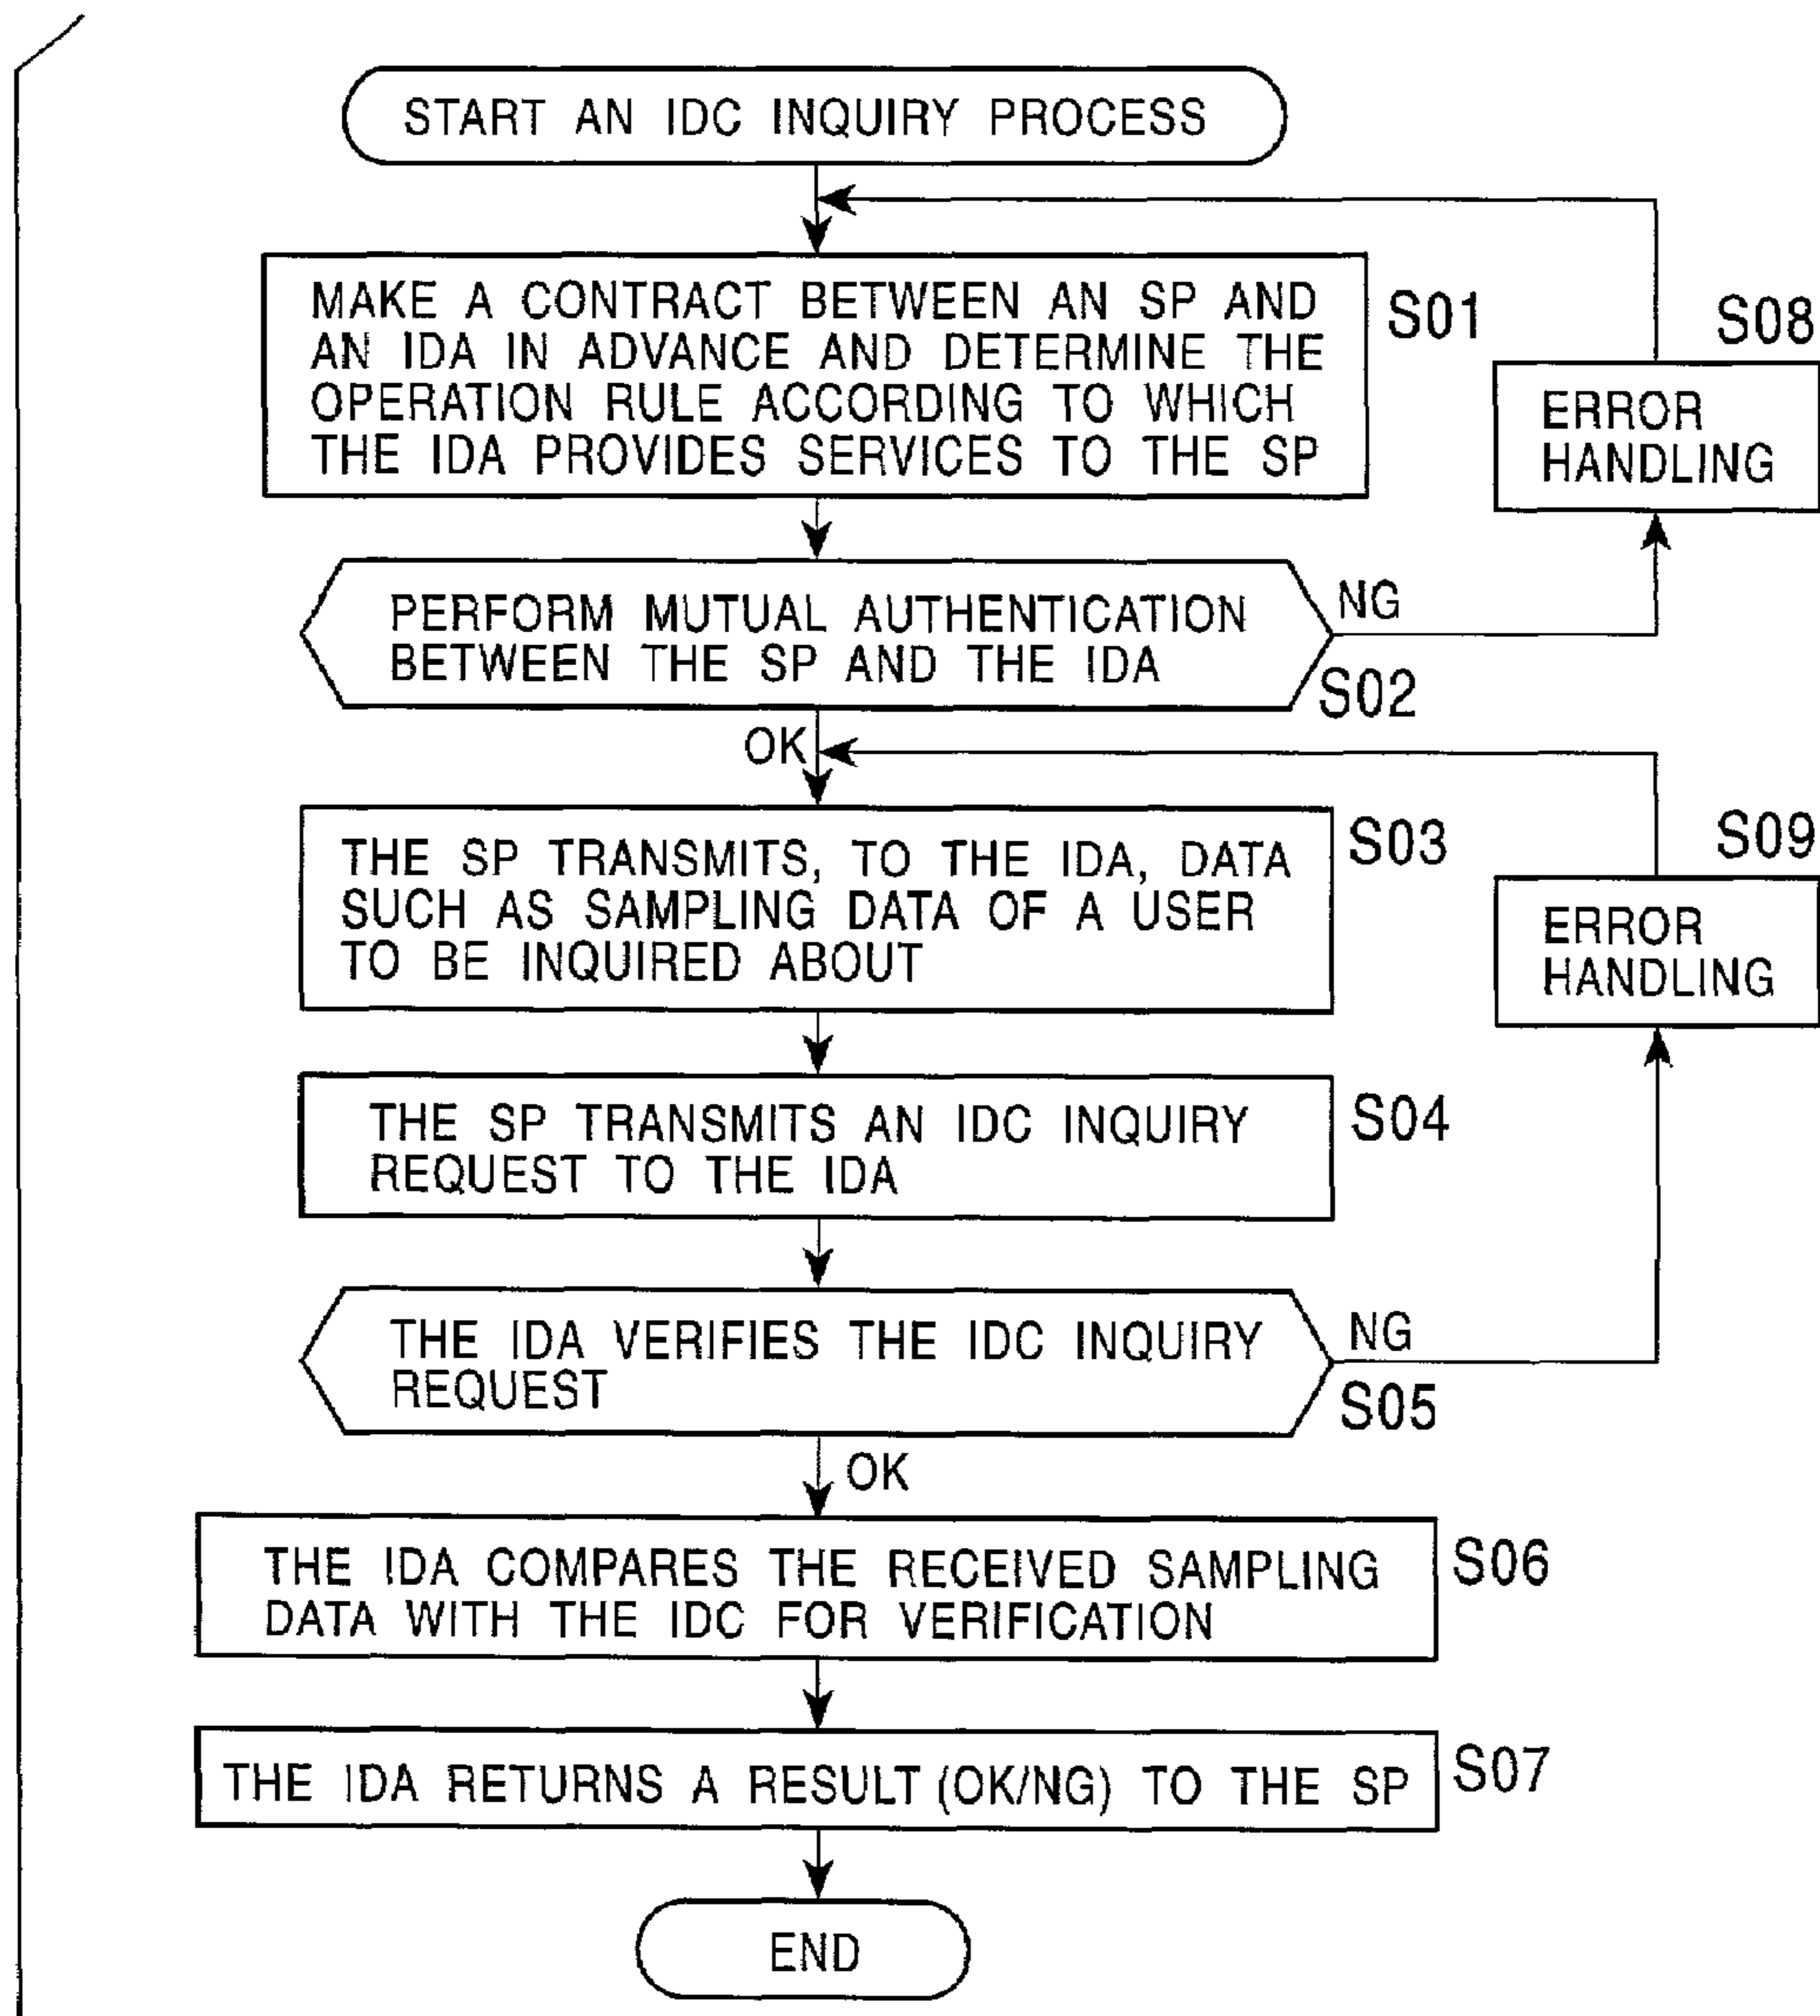 START AN IDC INQUIRY PROCESS
MAKE A CONTRACT BETWEEN AN SP AND
AN IDA IN ADVANCE AND DETERMINE THE
OPERATION RULE ACCORDING TO WHICH
THE IDA PROVIDES SERVICES TO THE SP
S01
S08
ERROR
HANDLING
PERFORM MUTUAL AUTHENTICATION
BETWEEN THE SP AND THE IDA
NG
S02
OK
THE SP TRANSMITS, TO THE IDA, DATA
SUCH AS SAMPLING DATA OF A USER
TO BE INQUIRED ABOUT
S03
S09
ERROR
HANDLING
THE SP TRANSMITS AN IDC INQUIRY
REQUEST TO THE IDA
S04
THE IDA VERIFIES THE IDC INQUIRY
REQUEST
NG
S05
OK
THE IDA COMPARES THE RECEIVED SAMPLING
DATA WITH THE IDC FOR VERIFICATION
S06
THE IDA RETURNS A RESULT (OK/NG) TO THE SP
S07
END